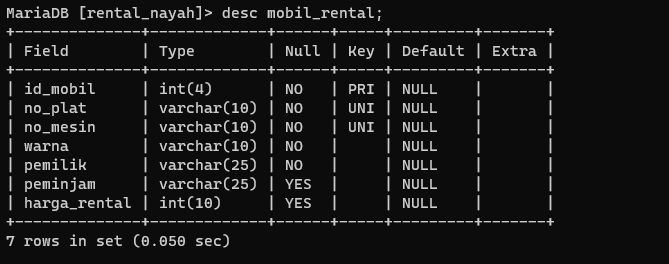 MariaDB [rental_nayah]> desc mobil_rental;
+--------------+-------------+------+-----+---------+-------+
| Field        | Type        | Null | Key | Default | Extra |
+--------------+-------------+------+-----+---------+-------+
| id_mobil     | int(4)      | NO   | PRI | NULL    |       |
| no_plat      | varchar(10) | NO   | UNI | NULL    |       |
| no_mesin     | varchar(10) | NO   | UNI | NULL    |       |
| warna        | varchar(10) | NO   |     | NULL    |       |
| pemilik      | varchar(25) | NO   |     | NULL    |       |
| peminjam     | varchar(25) | YES  |     | NULL    |       |
| harga_rental | int(10)     | YES  |     | NULL    |       |
+--------------+-------------+------+-----+---------+-------+
7 rows in set (0.050 sec)